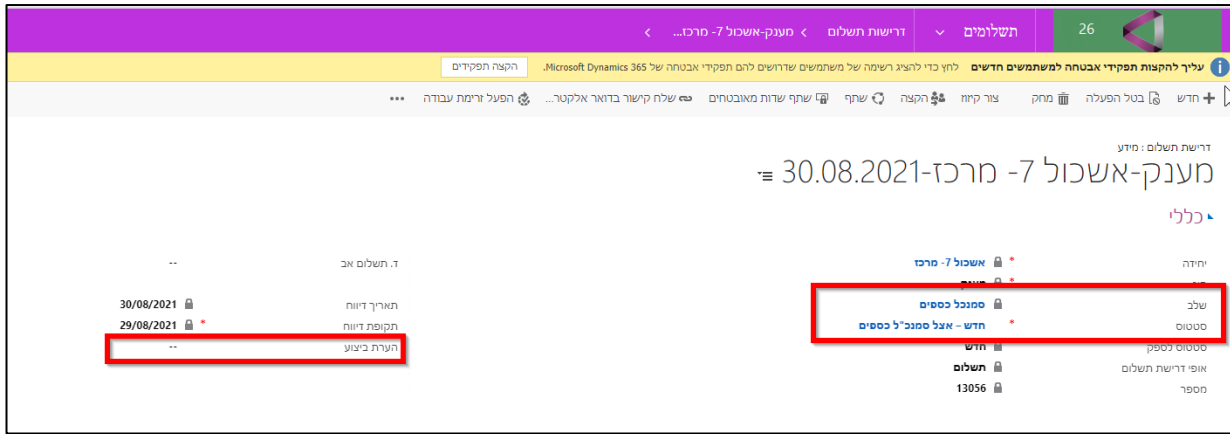 26 תשלומים דרישות תשלום > מענק-אשכול 7- מרכז... >
עליך להקצות תפקידי אבטחה למשתמשים חדשים לחץ כדי להציג רשימה של משתמשים שדרושים להם תפקידי אבטחה של Microsoft Dynamics 365. הקצה תפקידים
חדש בטל הפעלה מחק צור קיזוז הקצה שתף שתף שדות מאובטחים שלח קישור בדואר אלקטר... הפעל זרימת עבודה •••
דרישת תשלום : מידע
מענק-אשכול 7- מרכז-30.08.2021
כללי
יחידה * אשכול 7- מרכז ד. תשלום אב --
שלב סמנכל כספים תאריך דיווח 30/08/2021
סטטוס * חדש – אצל סמנכ"ל כספים תקופת דיווח * 29/08/2021
סטטוס לספק חדש הערת ביצוע --
אופי דרישת תשלום תשלום
מספר 13056